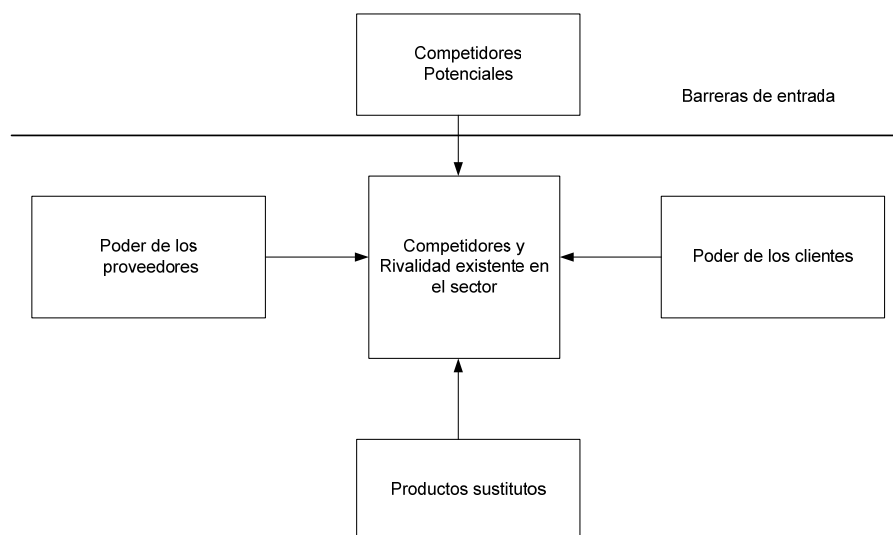 Competidores
Potenciales
Barreras de entrada
Poder de los
proveedores
Competidores y
Rivalidad existente en
el sector
Poder de los clientes
Productos sustitutos